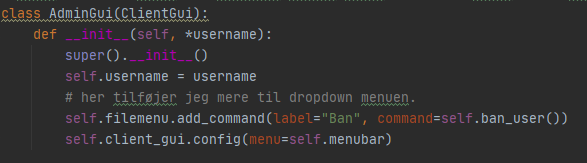 class AdminGui(ClientGui):
    def __init__(self, *username):
        super().__init__()
        self.username = username
        # her tilføjer jeg mere til dropdown menuen.
        self.filemenu.add_command(label="Ban", command=self.ban_user())
        self.client_gui.config(menu=self.menubar)